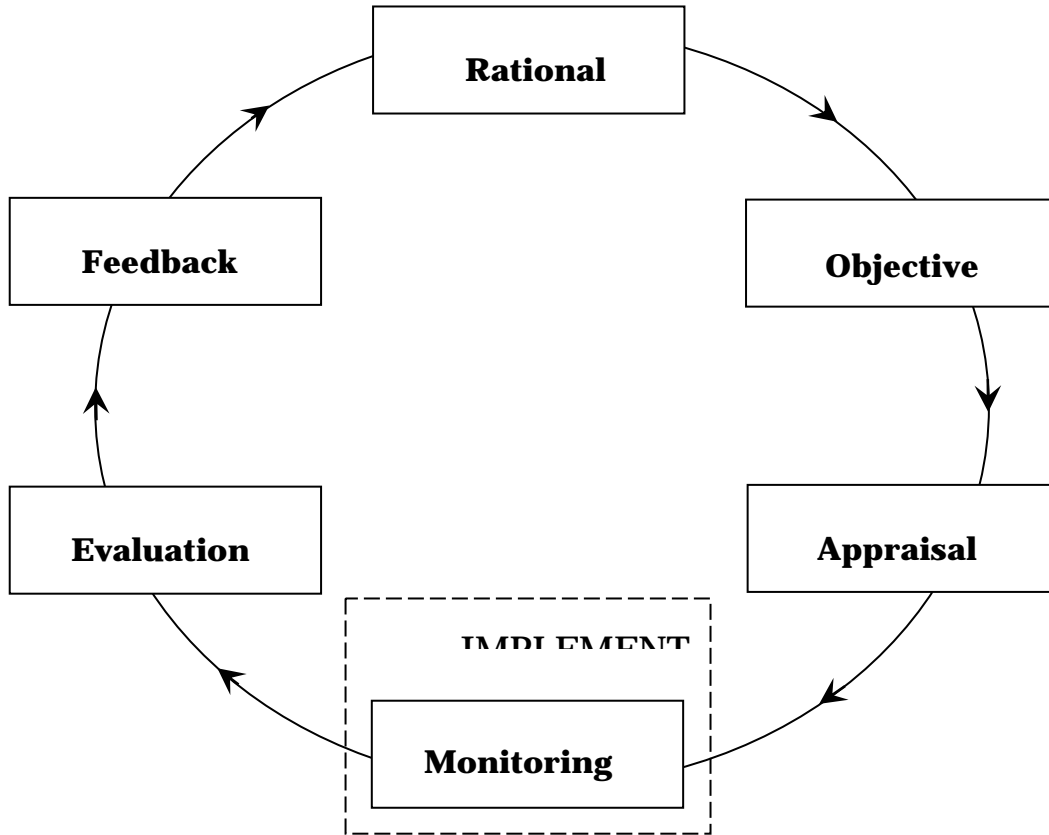 Rational
Objective
Appraisal
IMPLEMENT
Monitoring
Evaluation
Feedback